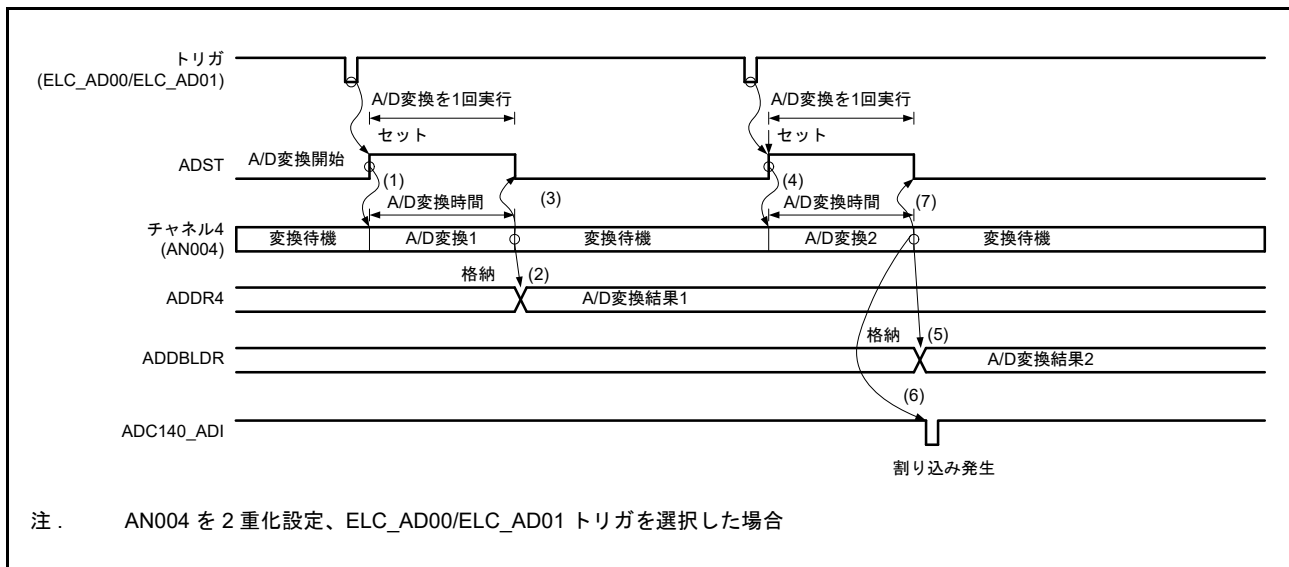 トリガ
(ELC_AD00/ELC_AD01)
A/D変換を1回実行
A/D変換を1回実行
セット
セット
ADST
A/D変換開始
(1)
(3)
(4)
(7)
A/D変換時間
A/D変換時間
チャネル4
(AN004)
変換待機
A/D変換1
変換待機
A/D変換2
変換待機
格納
(2)
ADDR4
A/D変換結果1
格納
(5)
ADDBLDR
A/D変換結果2
(6)
ADC140_ADI
割り込み発生
注 . AN004 を 2 重化設定、ELC_AD00/ELC_AD01 トリガを選択した場合